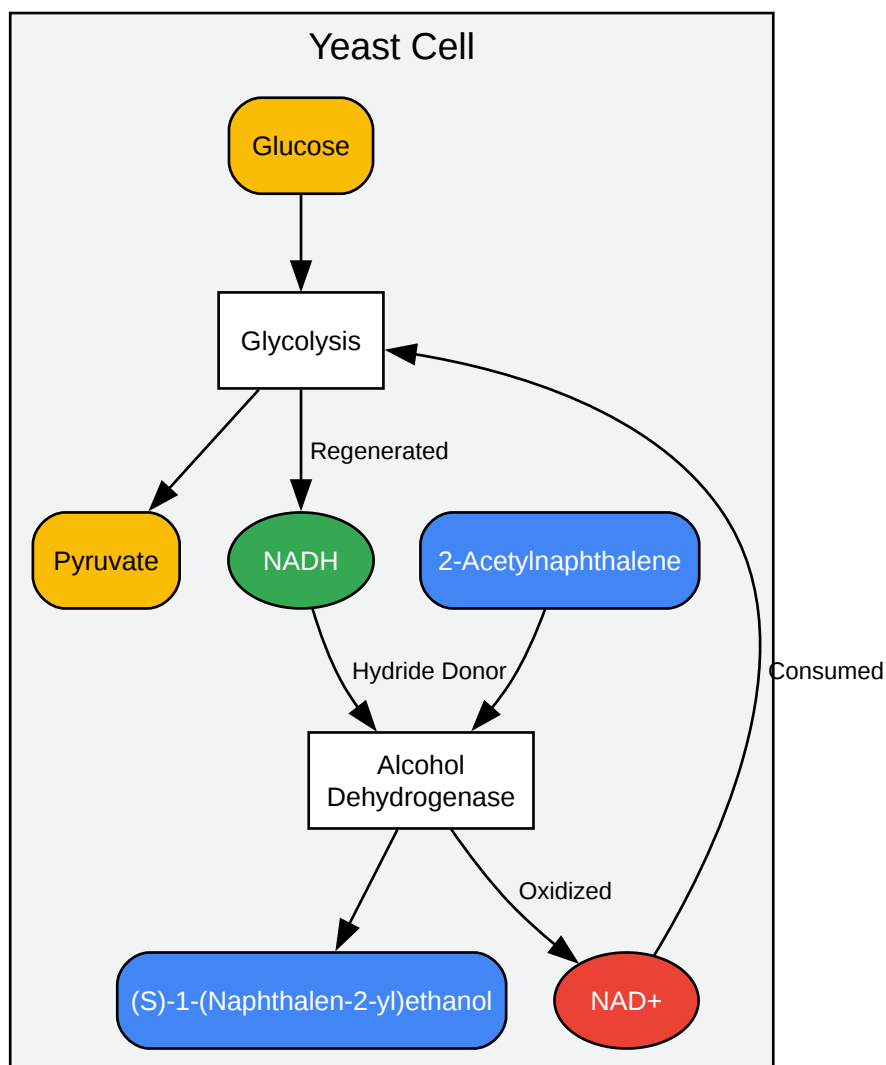 Yeast Cell
Glucose
Glycolysis
Regenerated
Pyruvate
NADH
2-Acetylnaphthalene
Hydride Donor
Consumed
Alcohol
Dehydrogenase
Oxidized
(S)-1-(Naphthalen-2-yl)ethanol
NAD+